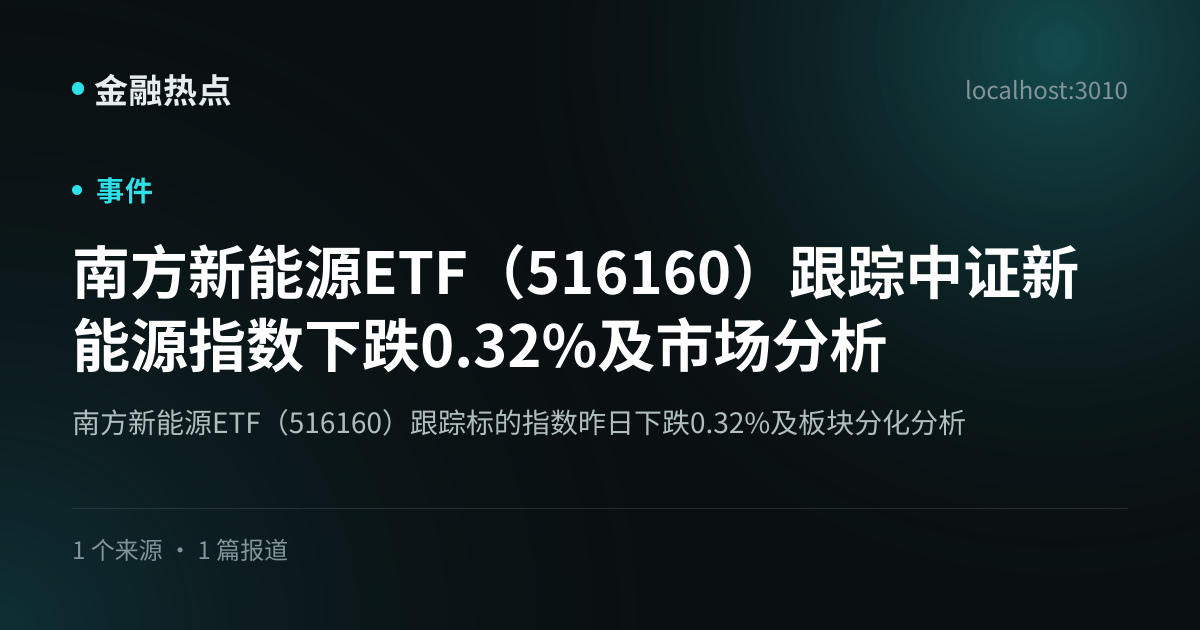 金融热点
localhost:3010
事件
南方新能源ETF（516160）跟踪中证新
能源指数下跌0.32%及市场分析
南方新能源ETF（516160）跟踪标的指数昨日下跌0.32%及板块分化分析
1 个来源 · 1 篇报道